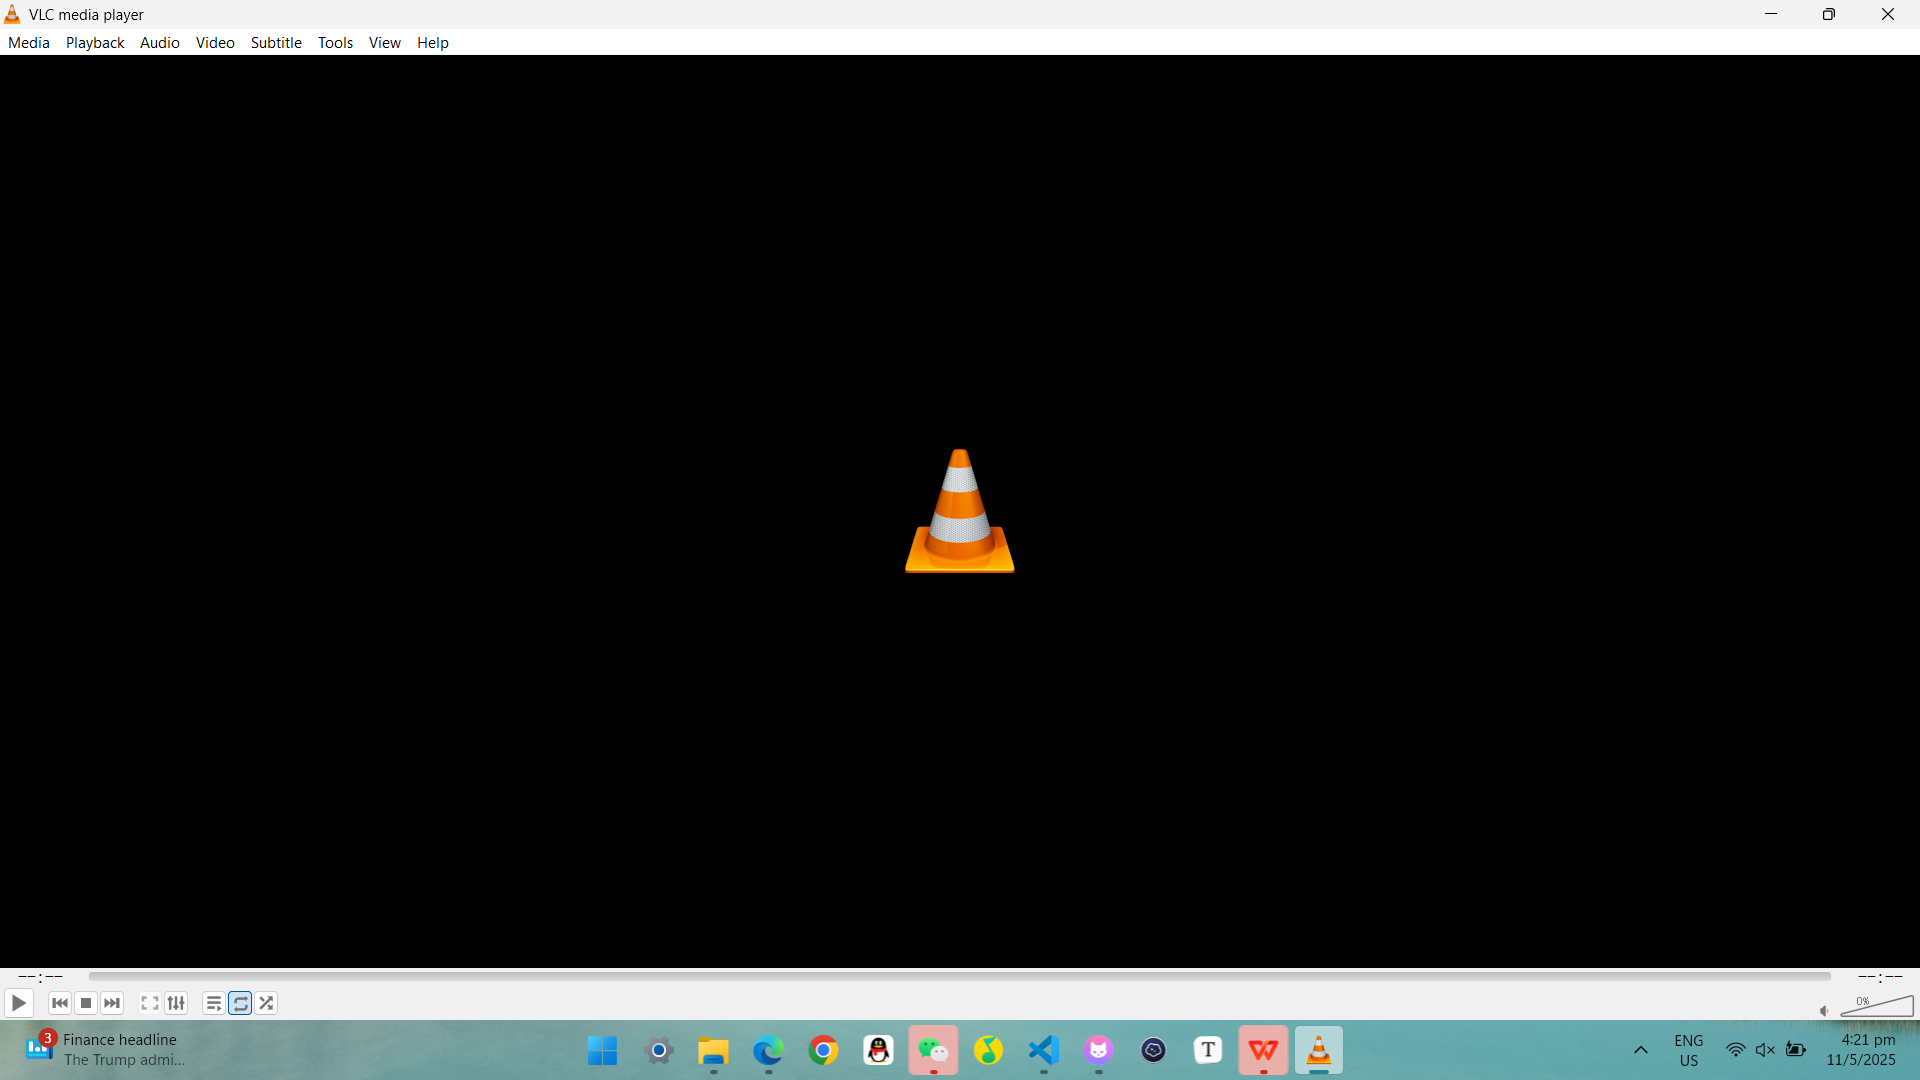 VLC media player
Media Playback Audio Video Subtitle Tools View Help
--:-- --:--
0%
3 Finance headline
The Trump admi...
T
ENG
US
4:21 pm
11/5/2025